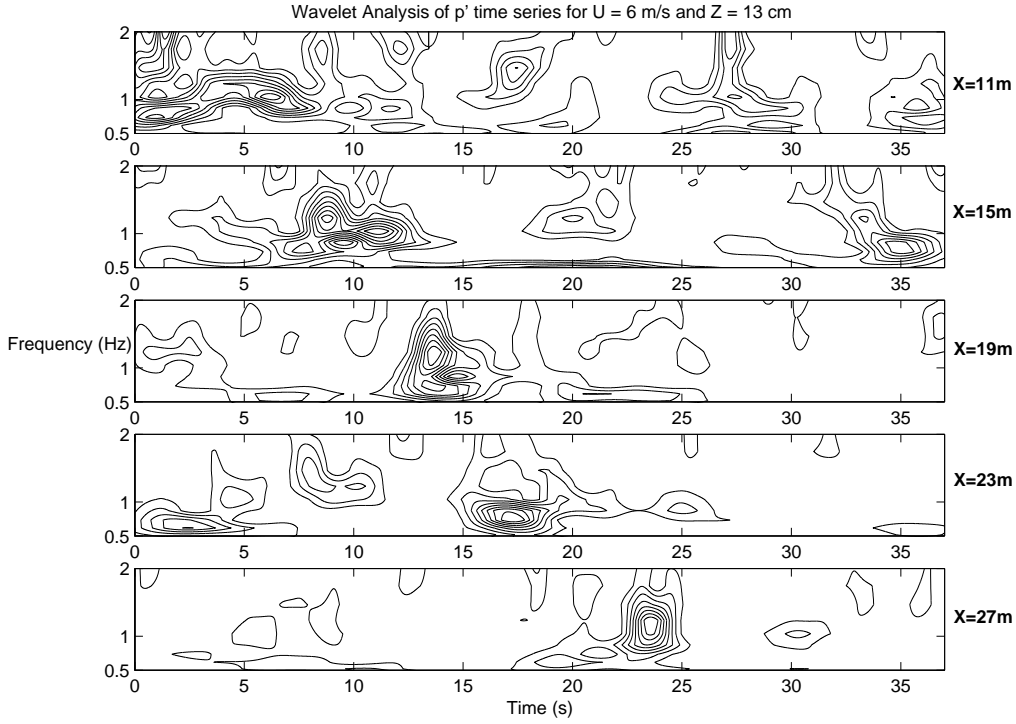 Wavelet Analysis of p' time series for U = 6 m/s and Z = 13 cm
2
1
0.5
0 5 10 15 20 25 30 35
X=11m
2
1
0.5
0 5 10 15 20 25 30 35
X=15m
2
1
0.5
0 5 10 15 20 25 30 35
X=19m
Frequency (Hz)
2
1
0.5
0 5 10 15 20 25 30 35
X=23m
2
1
0.5
0 5 10 15 20 25 30 35
X=27m
Time (s)